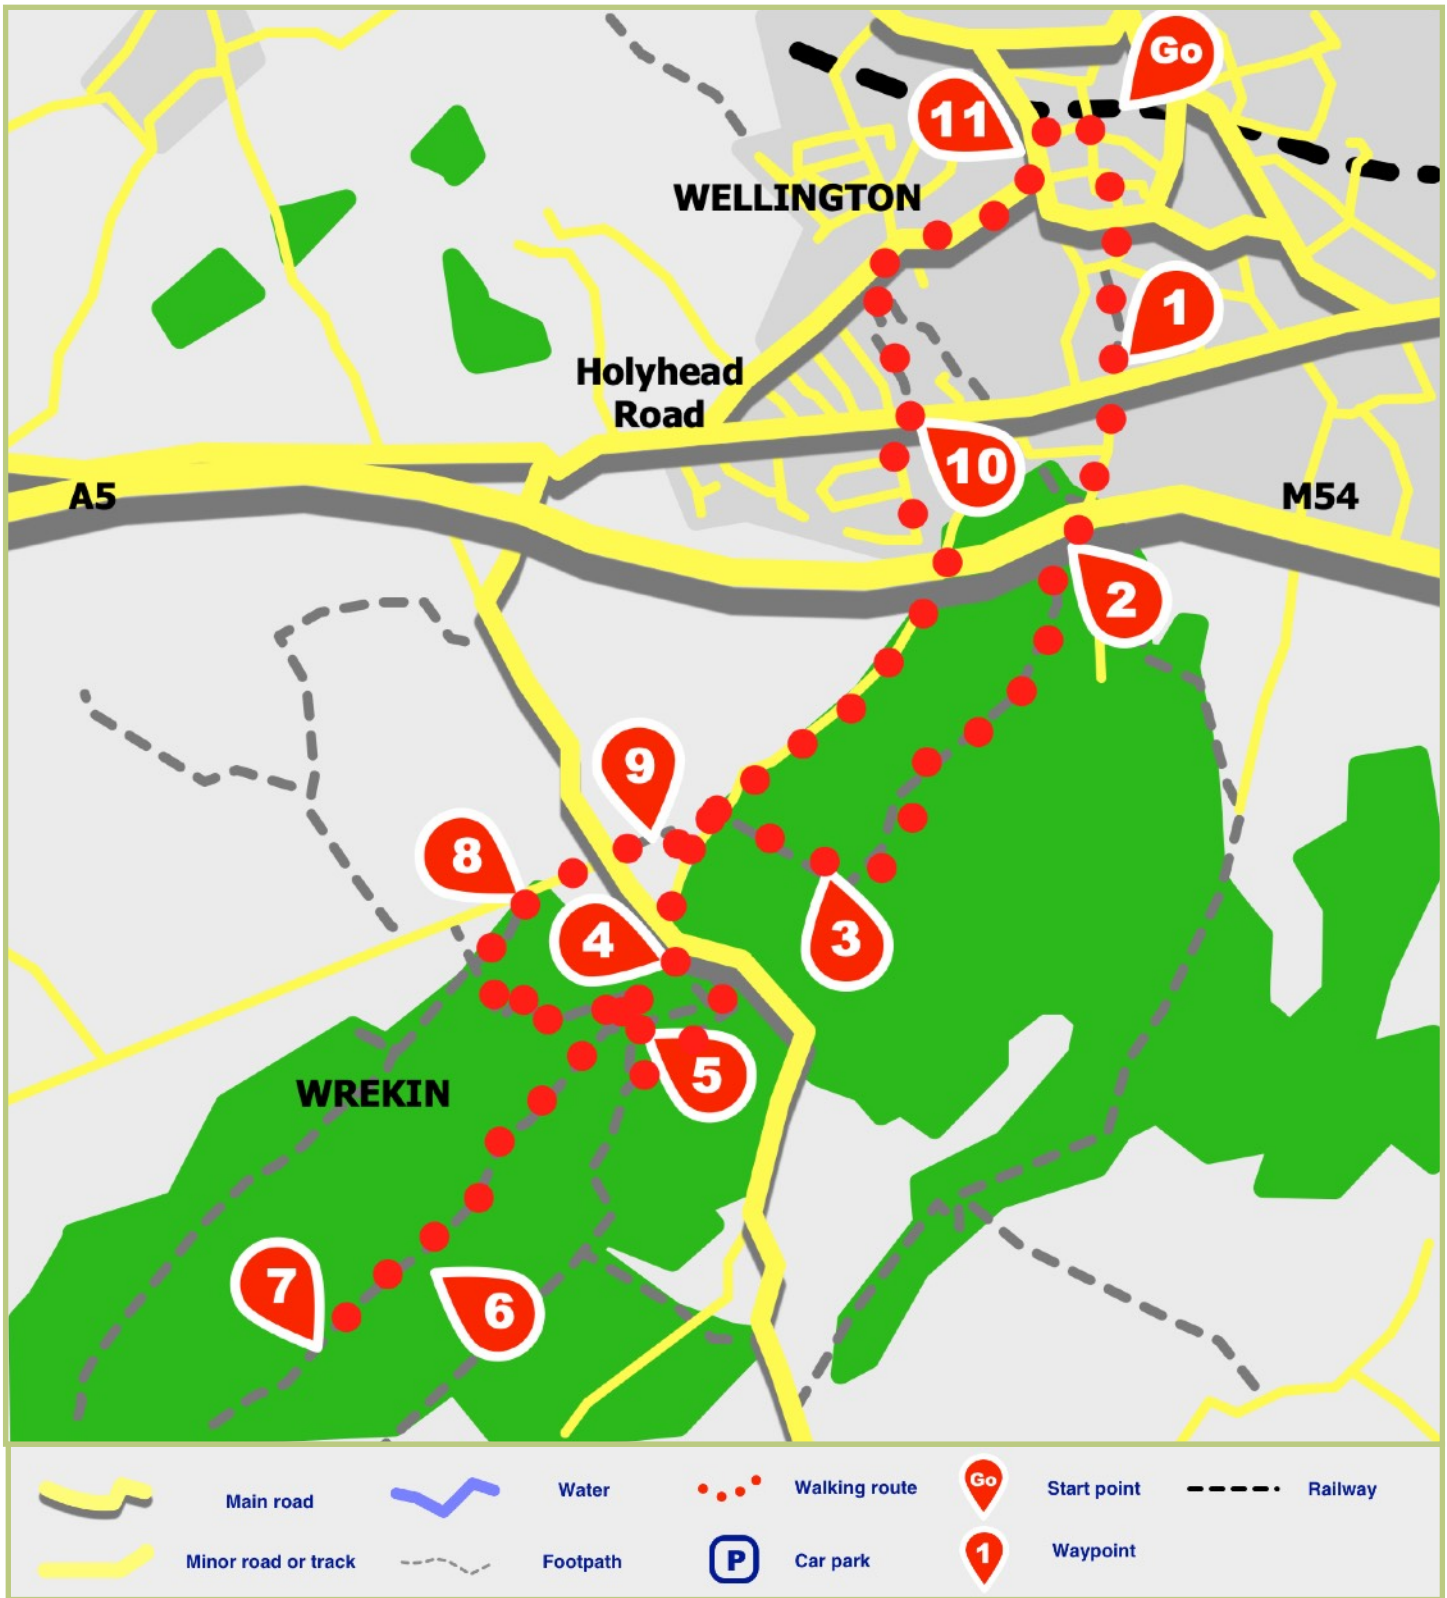 Go
11
WELLINGTON
1
Holyhead
Road
10
A5
M54
2
9
8
4
3
5
WREKIN
7
6
Main road
Water
Walking route
Go
Start point
Railway
Minor road or track
Footpath
P
Car park
1
Waypoint